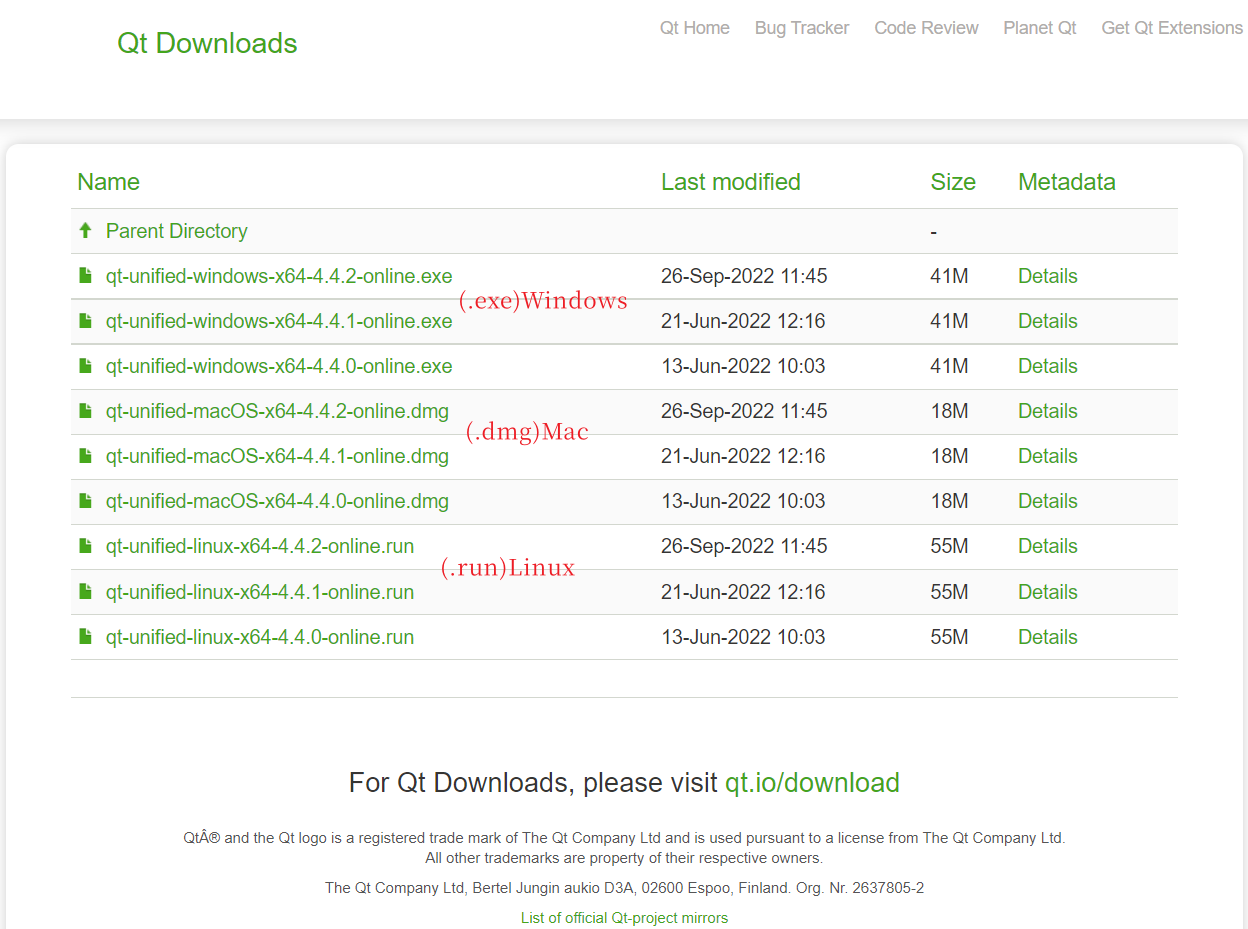 Qt Downloads
Qt Home Bug Tracker Code Review Planet Qt Get Qt Extensions
Name Last modified Size Metadata
Parent Directory -
qt-unified-windows-x64-4.4.2-online.exe 26-Sep-2022 11:45 41M Details
(.exe)Windows
qt-unified-windows-x64-4.4.1-online.exe 21-Jun-2022 12:16 41M Details
qt-unified-windows-x64-4.4.0-online.exe 13-Jun-2022 10:03 41M Details
qt-unified-macOS-x64-4.4.2-online.dmg 26-Sep-2022 11:45 18M Details
(.dmg)Mac
qt-unified-macOS-x64-4.4.1-online.dmg 21-Jun-2022 12:16 18M Details
qt-unified-macOS-x64-4.4.0-online.dmg 13-Jun-2022 10:03 18M Details
qt-unified-linux-x64-4.4.2-online.run 26-Sep-2022 11:45 55M Details
(.run)Linux
qt-unified-linux-x64-4.4.1-online.run 21-Jun-2022 12:16 55M Details
qt-unified-linux-x64-4.4.0-online.run 13-Jun-2022 10:03 55M Details
For Qt Downloads, please visit qt.io/download
QtÂ® and the Qt logo is a registered trade mark of The Qt Company Ltd and is used pursuant to a license from The Qt Company Ltd.
All other trademarks are property of their respective owners.
The Qt Company Ltd, Bertel Jungin aukio D3A, 02600 Espoo, Finland. Org. Nr. 2637805-2
List of official Qt-project mirrors